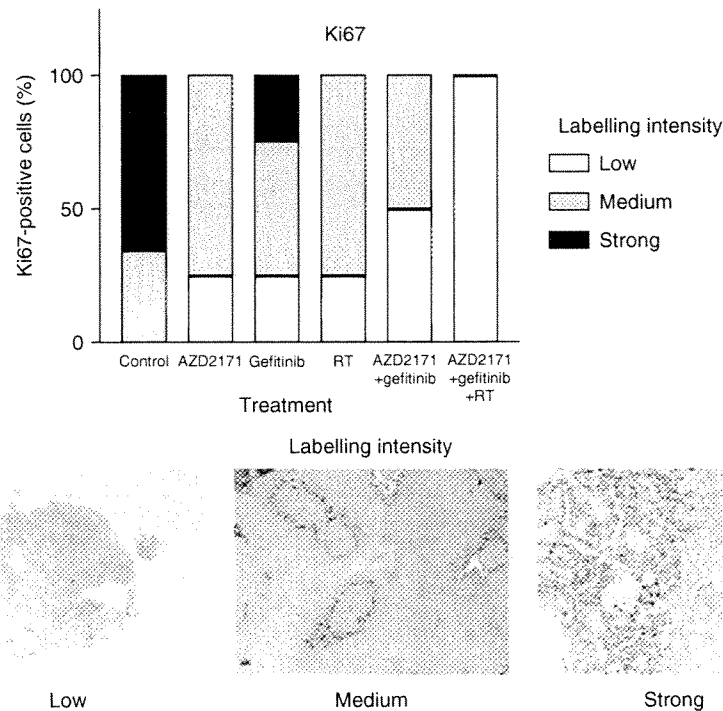 Ki67
Ki67-positive cells (%)
100
50
0
Control AZD2171 Gefitinib RT AZD2171 +gefitinib AZD2171 +gefitinib +RT
Treatment
Labelling intensity
Low
Medium
Strong
Labelling intensity
Low Medium Strong